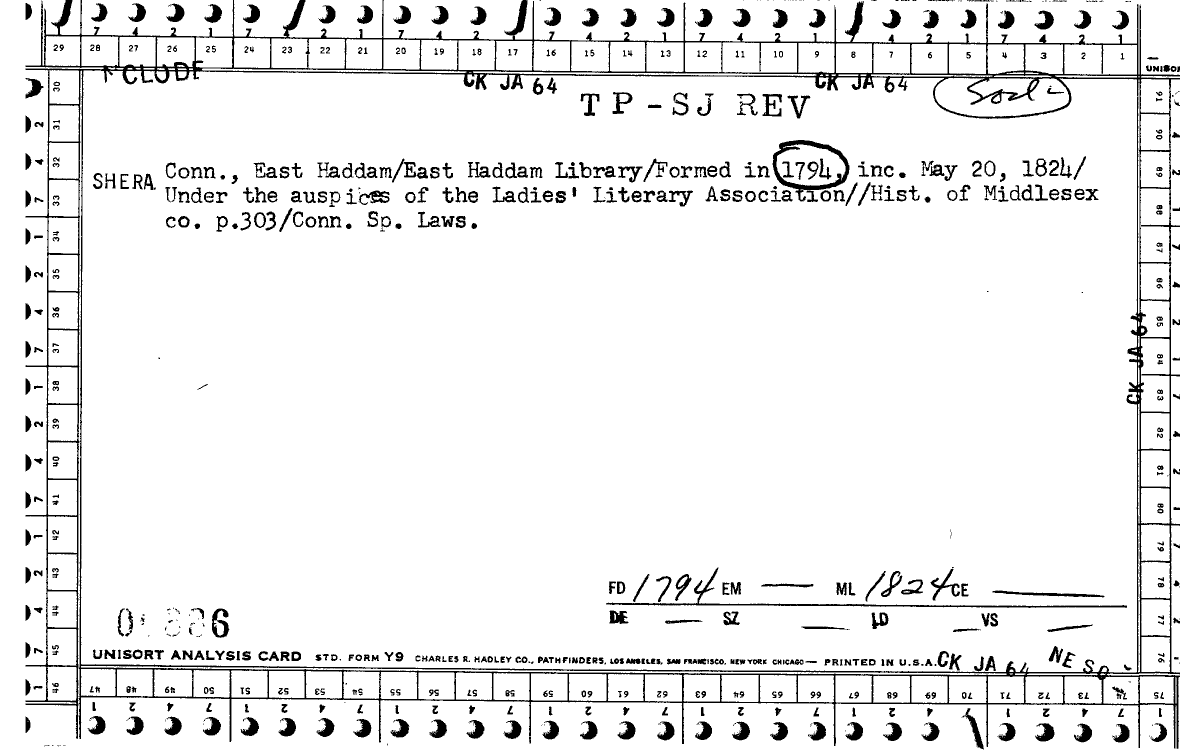 7 4 2 1 7 4 2 1 7 4 2 1 7 4 2 1 7 4 2 1 7 4 2 1
29 28 27 26 25 24 23 22 21 20 19 18 17 16 15 14 13 12 11 10 9 8 7 6 5 4 3 2 1
NCLUDE CK JA 64 CK JA 64
UNISOR
TP-SJ REV
SHERA Conn., East Haddam/East Haddam Library/Formed in 1794, inc. May 20, 1824/
Under the auspices of the Ladies' Literary Association//Hist. of Middlesex
co. p.303/Conn. Sp. Laws.
30
31
32
33
34
35
36
37
38
39
40
41
42
43
44
45
46
91
90
89
88
87
86
85
84
83
82
81
80
79
78
77
76
CK JA 64
FD 1794 EM — ML 1824 CE —
DE — SZ — LD — VS —
UNISORT ANALYSIS CARD STD. FORM Y9 CHARLES R. HADLEY CO., PATHFINDERS, LOS ANGELES, SAN FRANCISCO, NEW YORK CHICAGO — PRINTED IN U.S.A. CK JA 64 NE SO
47 48 49 50 51 52 53 54 55 56 57 58 59 60 61 62 63 64 65 66 67 68 69 70 71 72 73 74 75
1 2 4 7 1 2 4 7 1 2 4 7 1 2 4 7 1 2 4 7 1 2 4 7 1 2 4 7 1